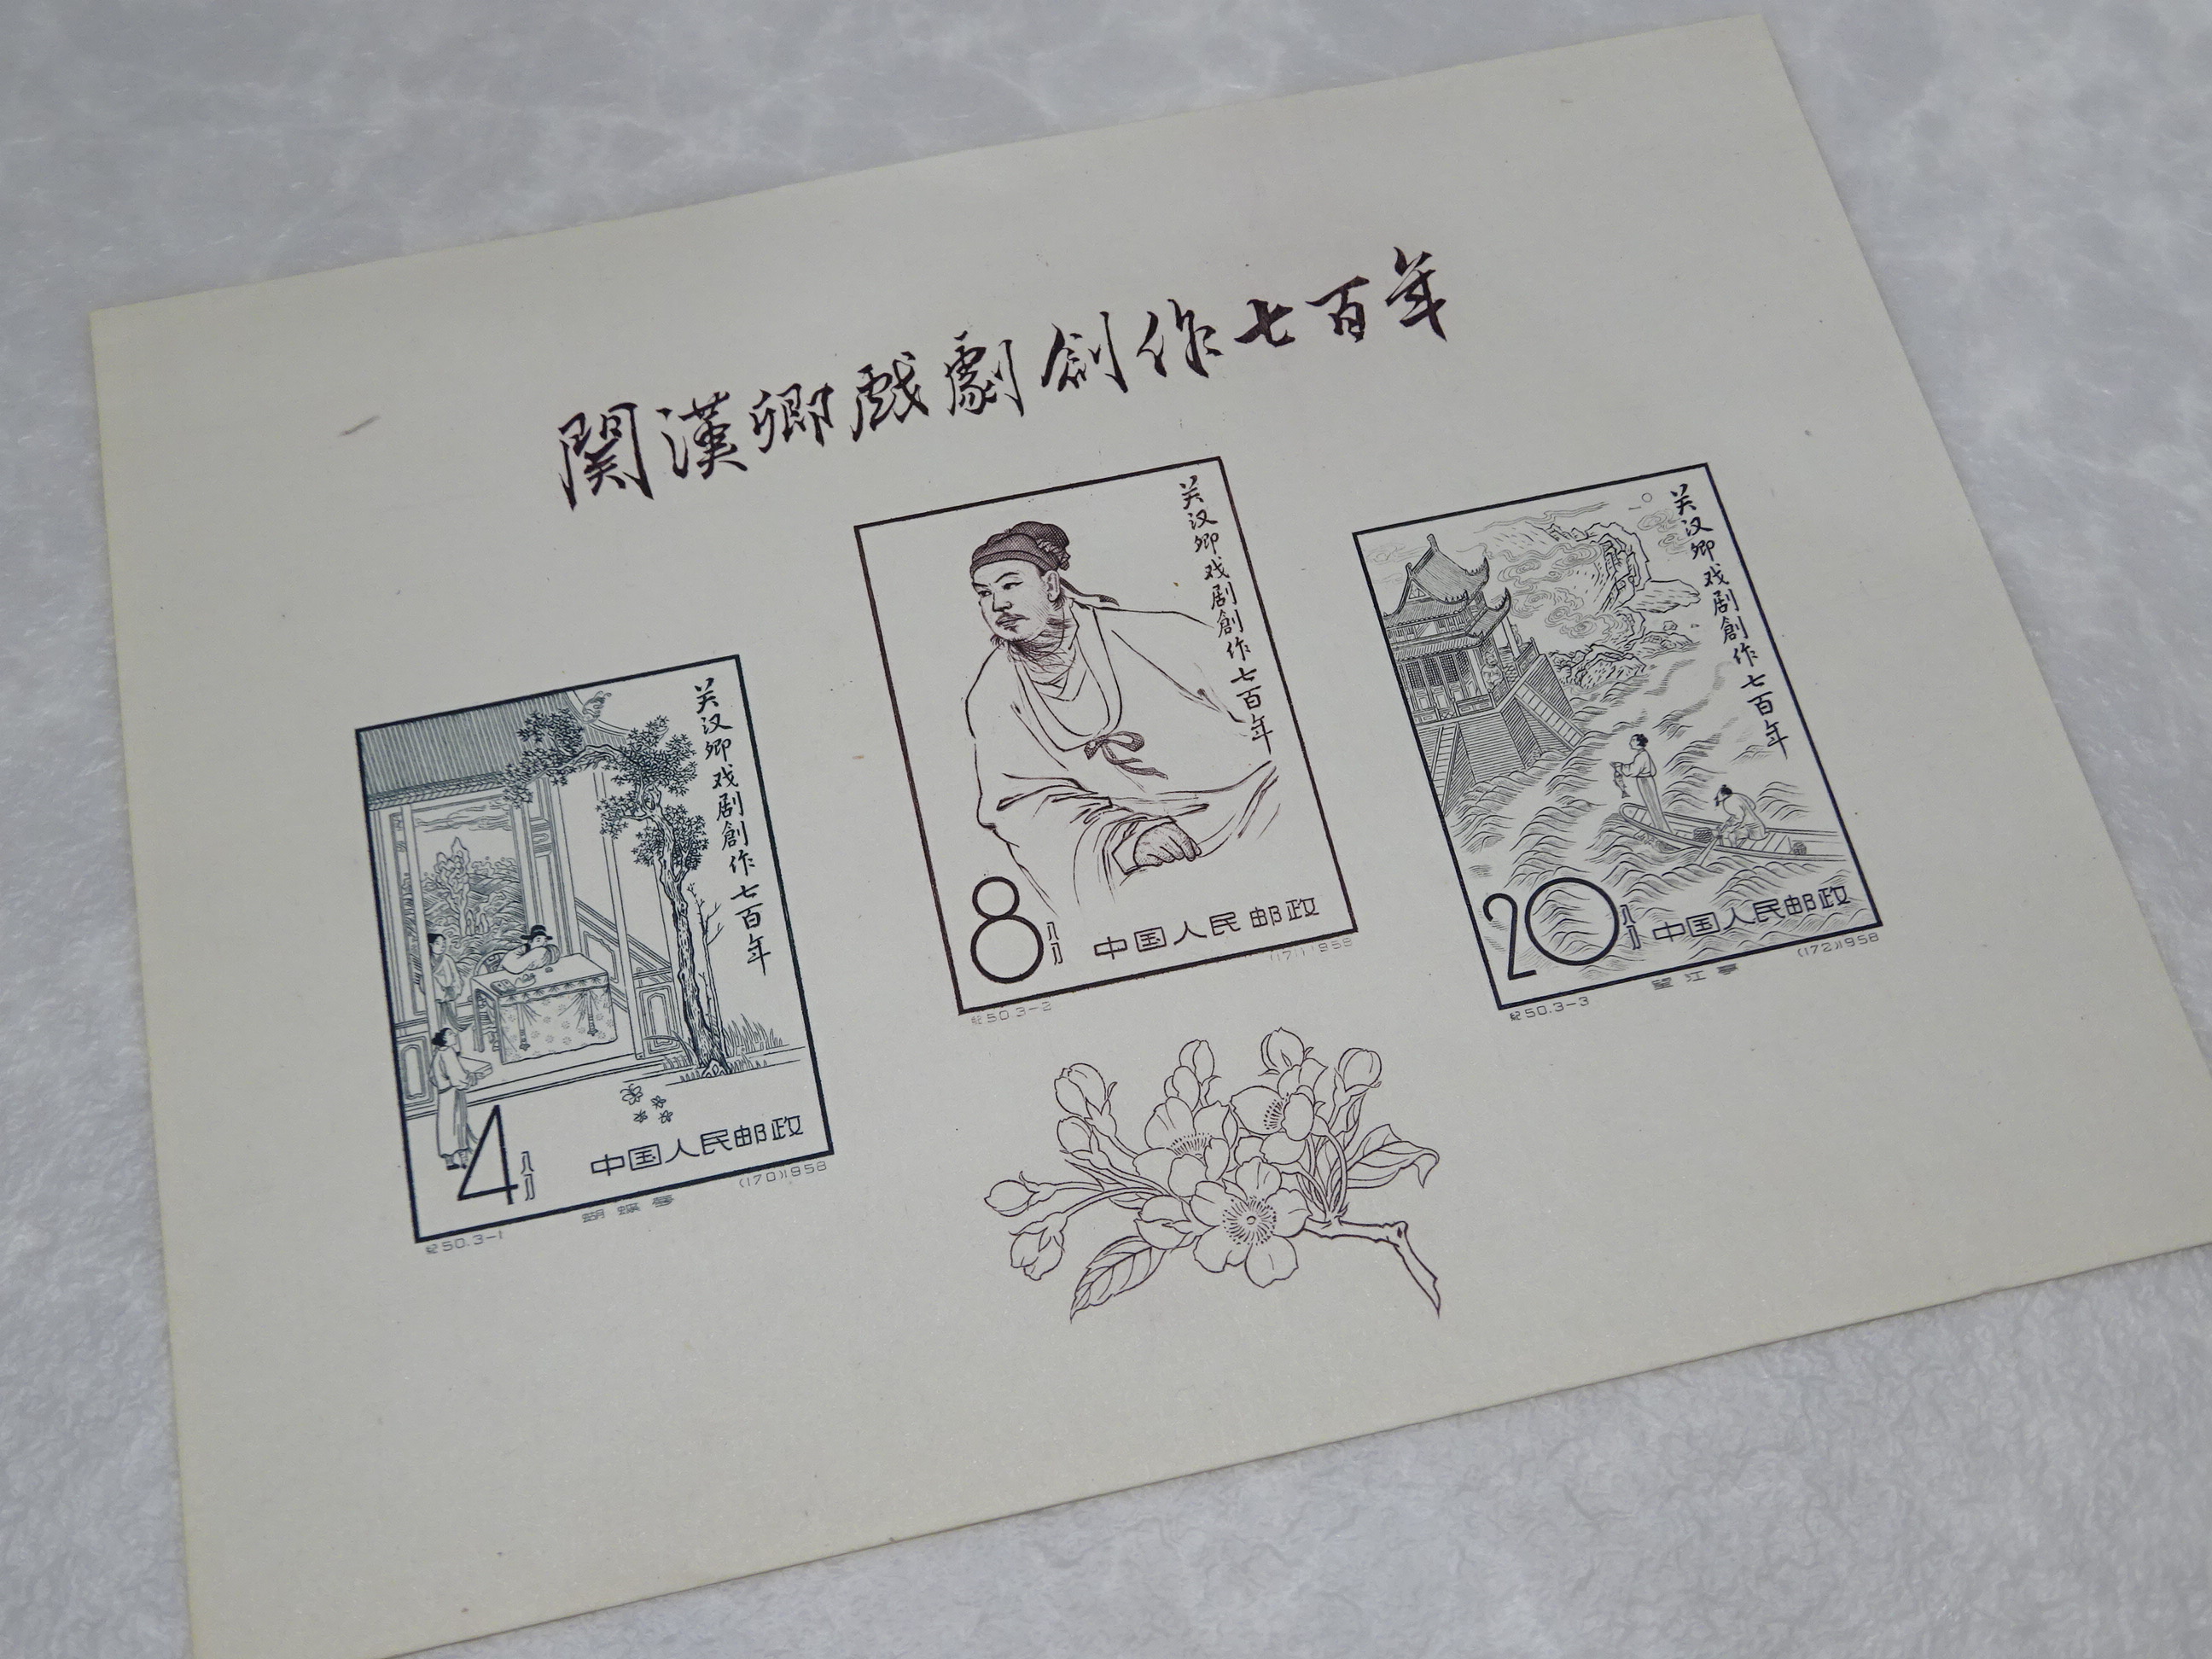 関漢卿戲劇創作七百年
关汉卿戏剧創作七百年
4分
中国人民邮政
紀50.3-1
蝴蝶夢
(170)1958
关汉卿戏剧創作七百年
8分
中国人民邮政
紀50.3-2
(171)1958
关汉卿戏剧創作七百年
20分
中国人民邮政
紀50.3-3
望江亭
(172)1958